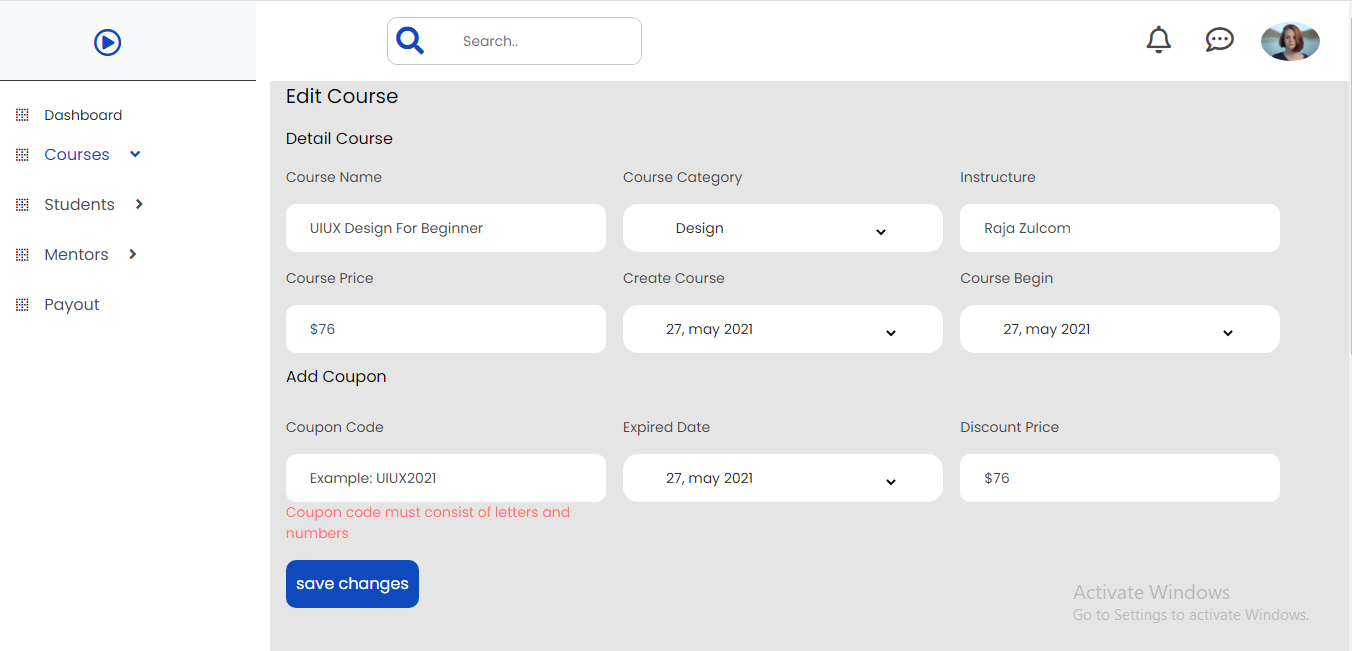 Search..
Dashboard
Courses
Students
Mentors
Payout
Edit Course
Detail Course
Course Name Course Category Instructure
UIUX Design For Beginner Design Raja Zulcom
Course Price Create Course Course Begin
$76 27, may 2021 27, may 2021
Add Coupon
Coupon Code Expired Date Discount Price
Example: UIUX2021 27, may 2021 $76
Coupon code must consist of letters and
numbers
save changes
Activate Windows
Go to Settings to activate Windows.